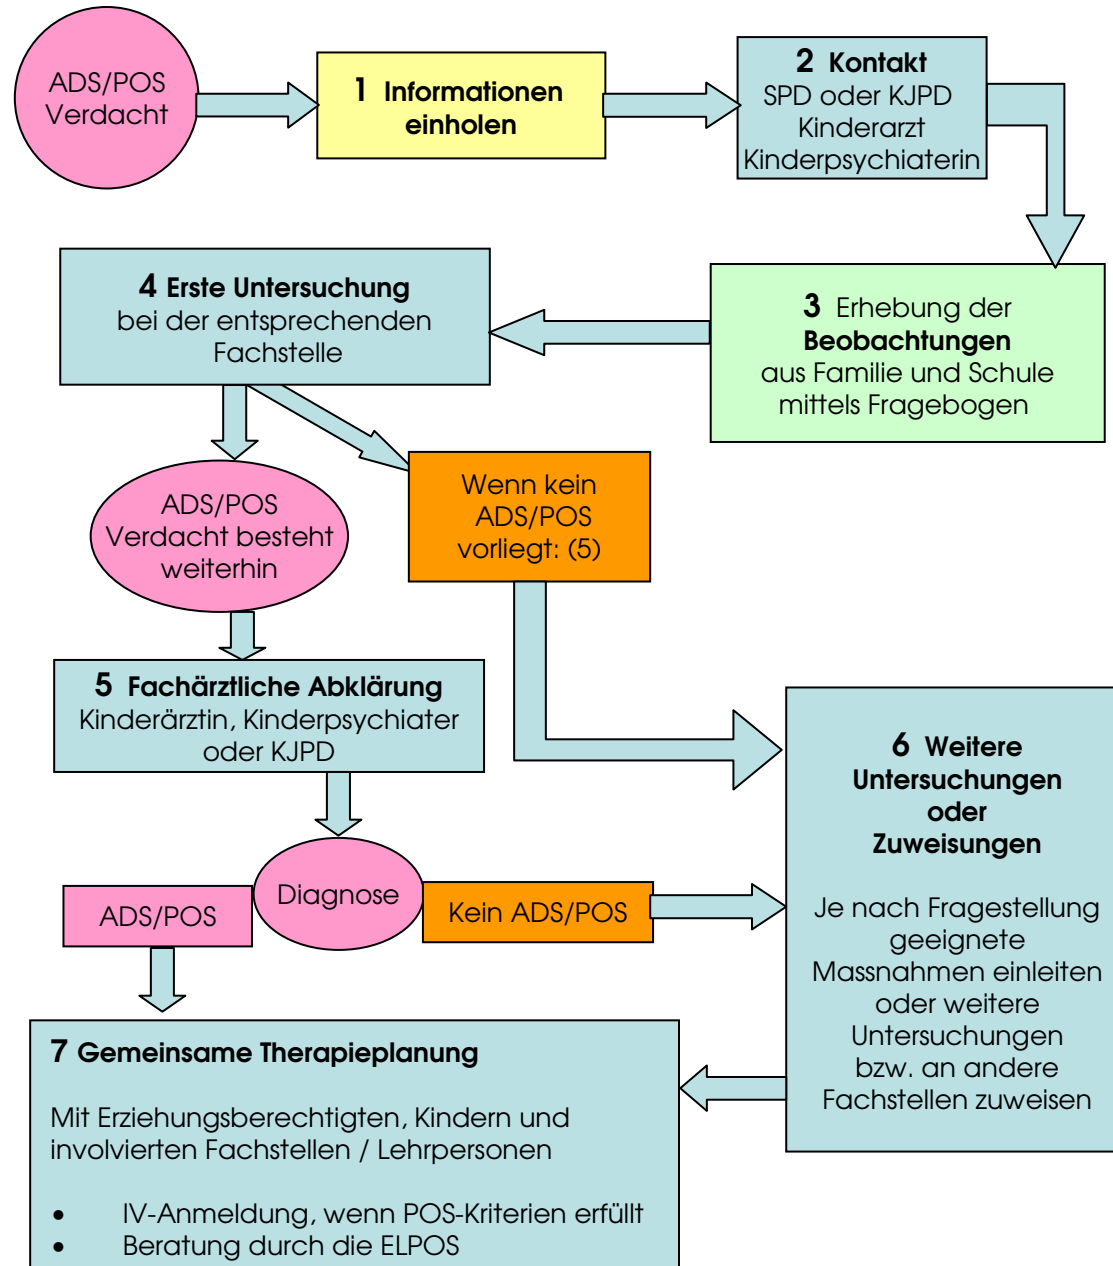 ADS/POS
Verdacht
1 Informationen
einholen
2 Kontakt
SPD oder KJPD
Kinderarzt
Kinderpsychiaterin
3 Erhebung der
Beobachtungen
aus Familie und Schule
mittels Fragebogen
4 Erste Untersuchung
bei der entsprechenden
Fachstelle
ADS/POS
Verdacht besteht
weiterhin
Wenn kein
ADS/POS
vorliegt: (5)
5 Fachärztliche Abklärung
Kinderärztin, Kinderpsychiater
oder KJPD
Diagnose
ADS/POS
Kein ADS/POS
6 Weitere
Untersuchungen
oder
Zuweisungen
Je nach Fragestellung
geeignete
Massnahmen einleiten
oder weitere
Untersuchungen
bzw. an andere
Fachstellen zuweisen
7 Gemeinsame Therapieplanung
Mit Erziehungsberechtigten, Kindern und
involvierten Fachstellen / Lehrpersonen
• IV-Anmeldung, wenn POS-Kriterien erfüllt
• Beratung durch die ELPOS